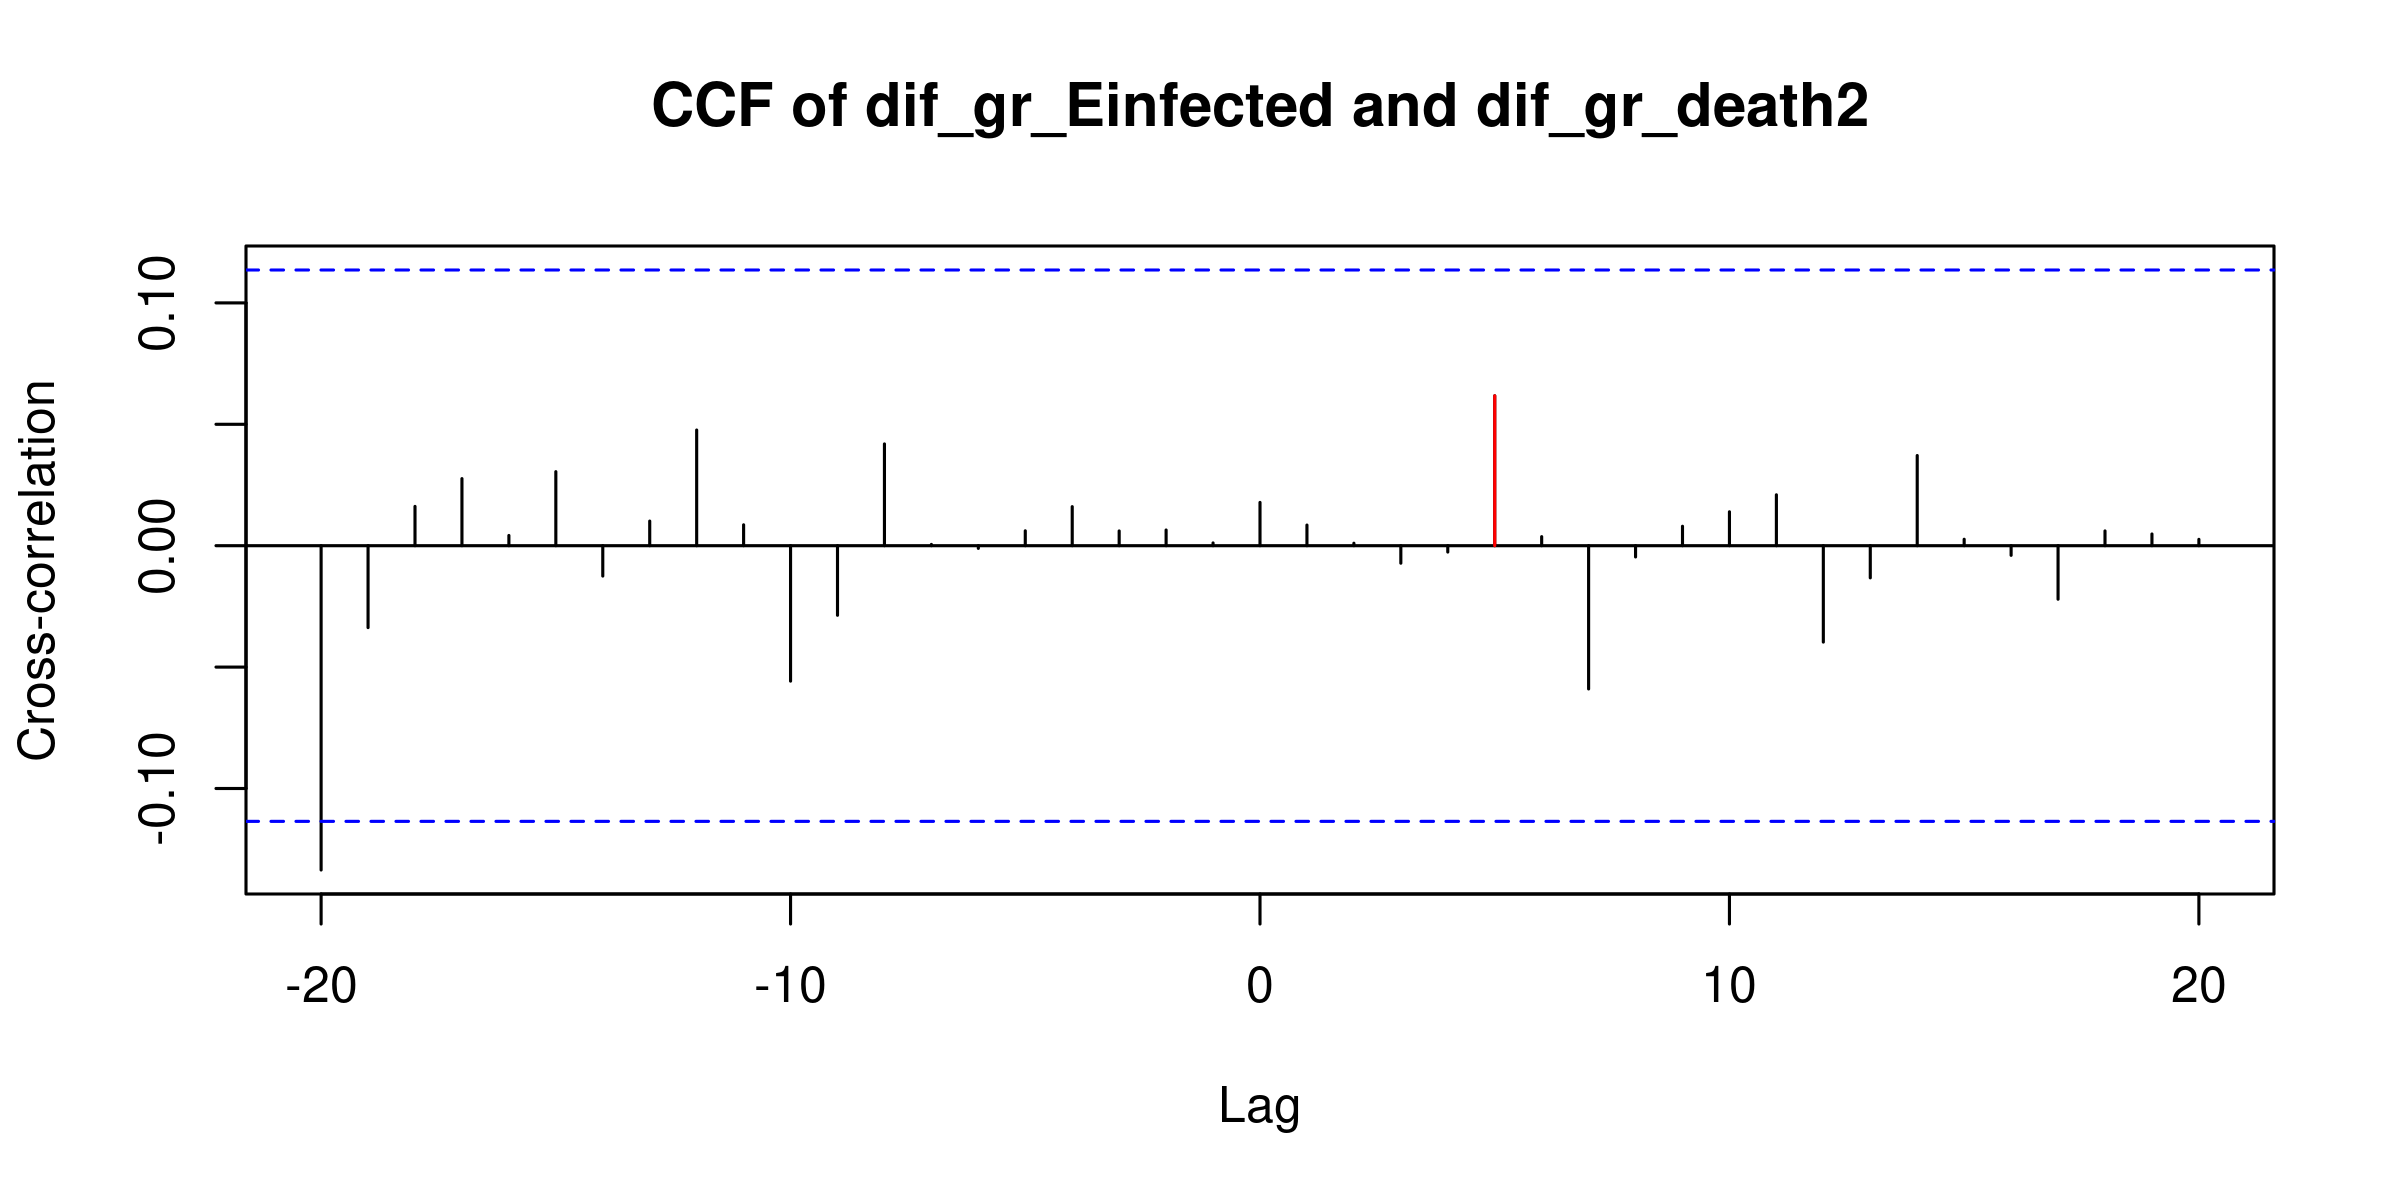 CCF of dif_gr_Einfected and dif_gr_death2
Cross-correlation
0.10
0.00
-0.10
-20 -10 0 10 20
Lag